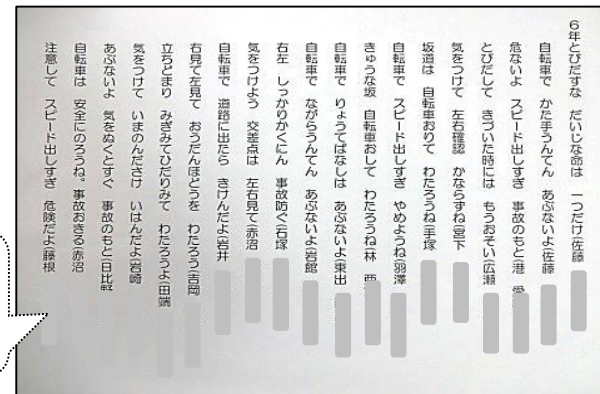 6年とびだすな だいじな命は 一つだけ(佐藤
自転車で かた手うんてん あぶないよ(佐藤
危ないよ スピード出しすぎ 事故のもと(港 愛
とびだして きづいた時には もうおそい(広瀬
気をつけて 左右確認 かならずね(宮下
坂道は 自転車おりて わたろうね(手塚
自転車で スピード出しすぎ やめようね(羽澤
きゅうな坂 自転車おして わたろうね(林 亜
自転車で りょうてばなしは あぶないよ(東出
自転車で ながらうんてん あぶないよ(岩館
右左 しっかりかくにん 事故防ぐ(石塚
気をつけよう 交差点は 左右見て(赤沼
自転車で 道路に出たら きけんだよ(岩井
右見て左見て おうだんほどうを わたろう(吉岡
立ちどまり みぎみてひだりみて わたろうよ(田端
気をつけて いまのんださけ いはんだよ(岩崎
あぶないよ 気をぬくとすぐ 事故のもと(日比野
自転車は 安全にのろうね。事故おきる(赤沼
注意して スピード出しすぎ 危険だよ(藤根